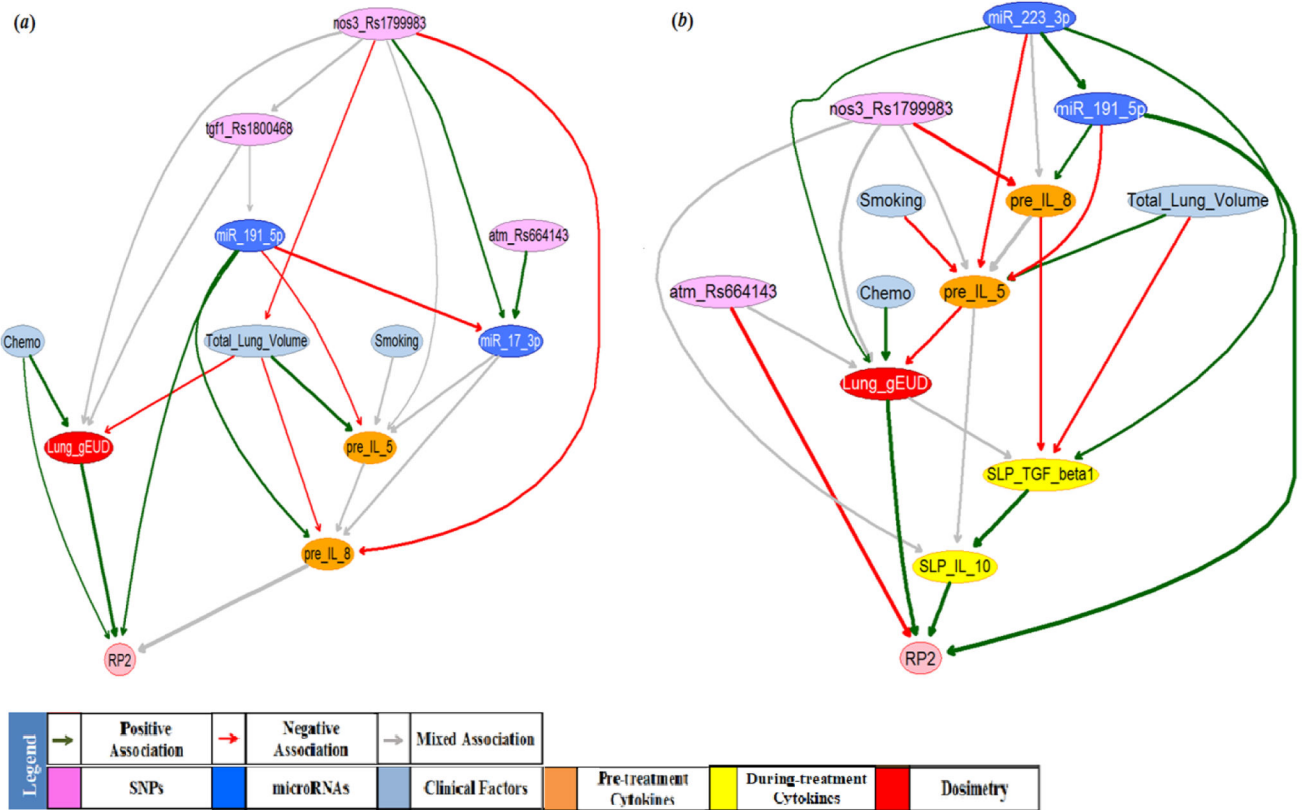 (a)
nos3_Rs1799983
tgf1_Rs1800468
miR_191_5p
atm_Rs664143
Chemo
Total_Lung_Volume
Smoking
miR_17_3p
Lung_gEUD
pre_IL_5
pre_IL_8
RP2
(b)
miR_223_3p
nos3_Rs1799983
miR_191_5p
Smoking
pre_IL_8
Total_Lung_Volume
atm_Rs664143
Chemo
pre_IL_5
Lung_gEUD
SLP_TGF_beta1
SLP_IL_10
RP2
Legend
Positive
Association
Negative
Association
Mixed Association
SNPs
microRNAs
Clinical Factors
Pre-treatment
Cytokines
During-treatment
Cytokines
Dosimetry